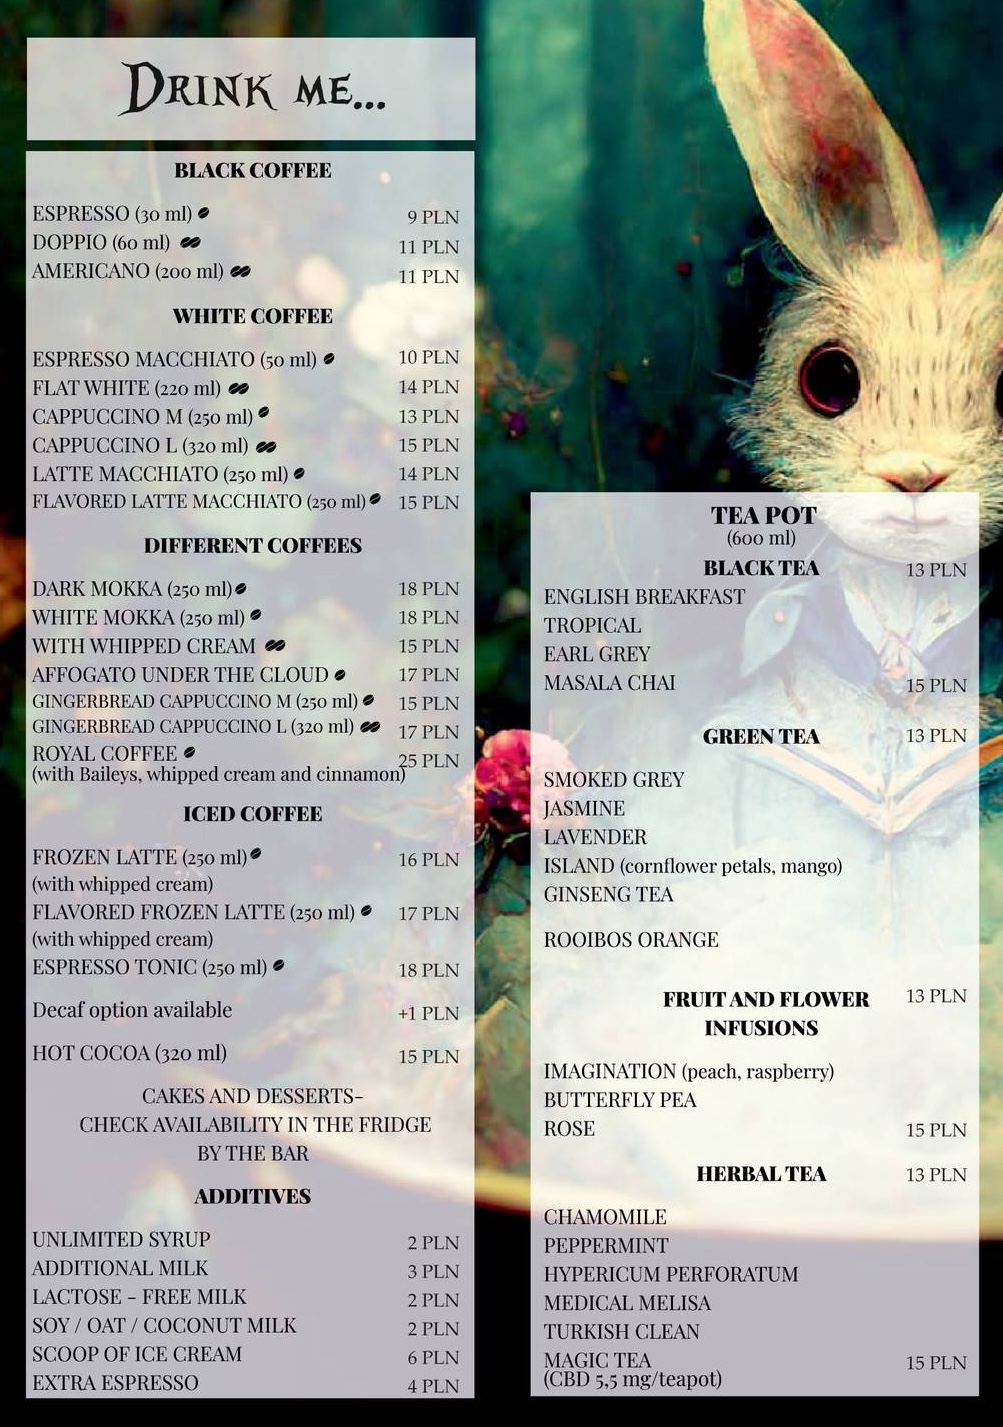 DRINK ME...
BLACK COFFEE
ESPRESSO (30 ml) 9 PLN
DOPPIO (60 ml) 11 PLN
AMERICANO (200 ml) 11 PLN
WHITE COFFEE
ESPRESSO MACCHIATO (50 ml) 10 PLN
FLAT WHITE (220 ml) 14 PLN
CAPPUCCINO M (250 ml) 13 PLN
CAPPUCCINO L (320 ml) 15 PLN
LATTE MACCHIATO (250 ml) 14 PLN
FLAVORED LATTE MACCHIATO (250 ml) 15 PLN
DIFFERENT COFFEES
DARK MOKKA (250 ml) 18 PLN
WHITE MOKKA (250 ml) 18 PLN
WITH WHIPPED CREAM 15 PLN
AFFOGATO UNDER THE CLOUD 17 PLN
GINGERBREAD CAPPUCCINO M (250 ml) 15 PLN
GINGERBREAD CAPPUCCINO L (320 ml) 17 PLN
ROYAL COFFEE 25 PLN
(with Baileys, whipped cream and cinnamon)
ICED COFFEE
FROZEN LATTE (250 ml) 16 PLN
(with whipped cream)
FLAVORED FROZEN LATTE (250 ml) 17 PLN
(with whipped cream)
ESPRESSO TONIC (250 ml) 18 PLN
Decaf option available +1 PLN
HOT COCOA (320 ml) 15 PLN
CAKES AND DESSERTS-
CHECK AVAILABILITY IN THE FRIDGE
BY THE BAR
ADDITIVES
UNLIMITED SYRUP 2 PLN
ADDITIONAL MILK 3 PLN
LACTOSE - FREE MILK 2 PLN
SOY / OAT / COCONUT MILK 2 PLN
SCOOP OF ICE CREAM 6 PLN
EXTRA ESPRESSO 4 PLN
TEA POT
(600 ml)
BLACK TEA 13 PLN
ENGLISH BREAKFAST
TROPICAL
EARL GREY
MASALA CHAI 15 PLN
GREEN TEA 13 PLN
SMOKED GREY
JASMINE
LAVENDER
ISLAND (cornflower petals, mango)
GINSENG TEA
ROOIBOS ORANGE
FRUIT AND FLOWER 13 PLN
INFUSIONS
IMAGINATION (peach, raspberry)
BUTTERFLY PEA
ROSE 15 PLN
HERBAL TEA 13 PLN
CHAMOMILE
PEPPERMINT
HYPERICUM PERFORATUM
MEDICAL MELISA
TURKISH CLEAN
MAGIC TEA 15 PLN
(CBD 5,5 mg/teapot)